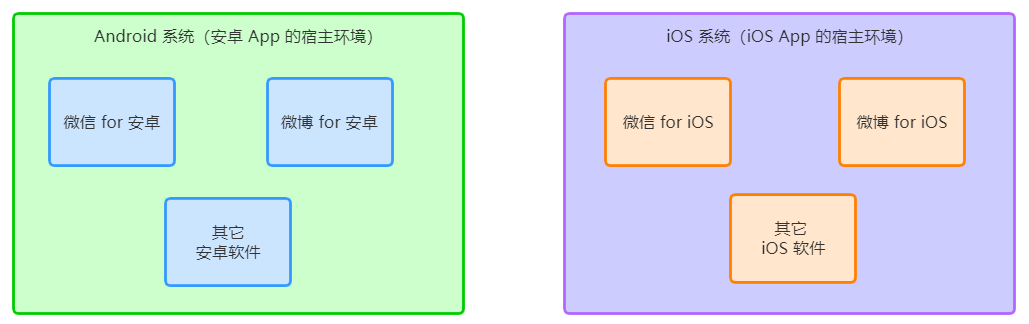 Android 系统（安卓 App 的宿主环境）
微信 for 安卓
微博 for 安卓
其它
安卓软件
iOS 系统（iOS App 的宿主环境）
微信 for iOS
微博 for iOS
其它
iOS 软件